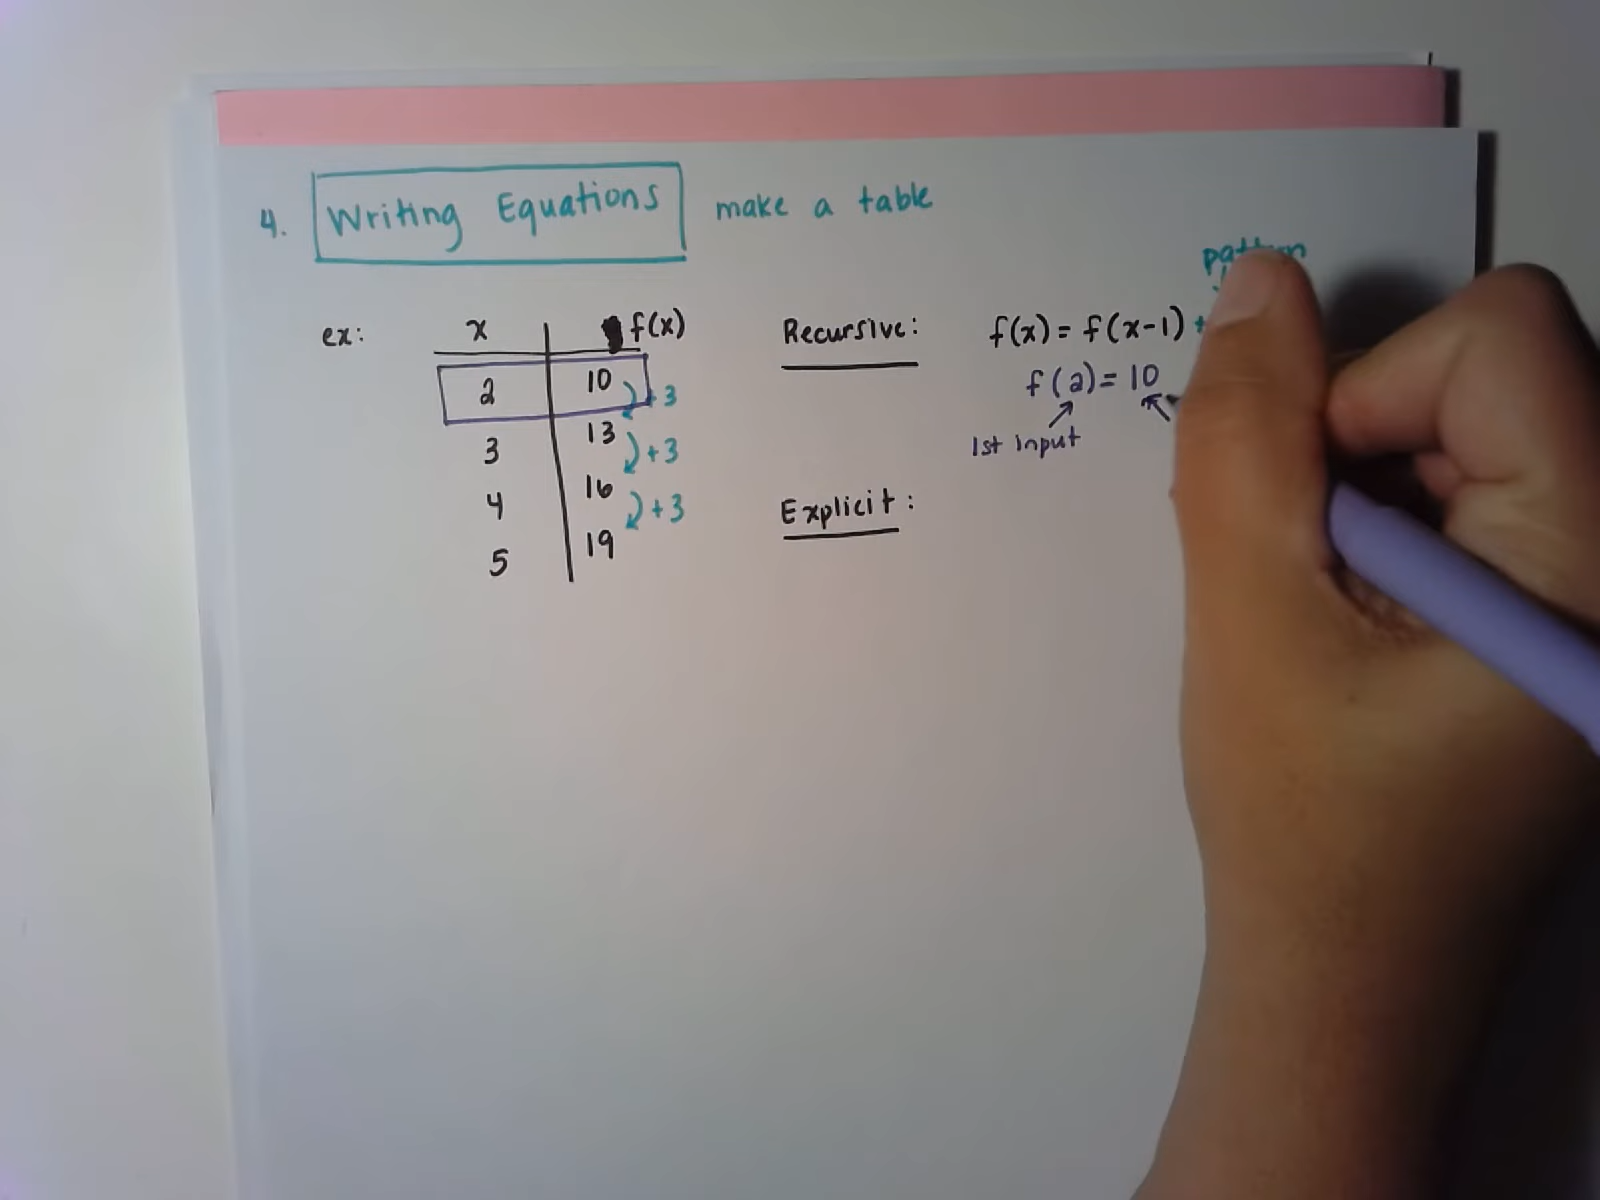 4. Writing Equations make a table
ex: x f(x)
2 10 +3
3 13 +3
4 16 +3
5 19
Recursive: f(x) = f(x-1) +
f(2) = 10
1st input
Explicit: